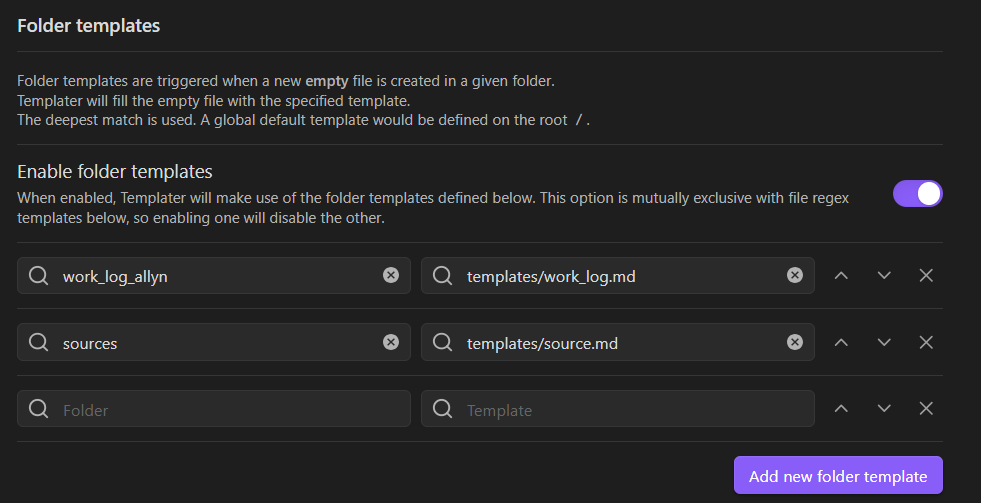 Folder templates
Folder templates are triggered when a new empty file is created in a given folder.
Templater will fill the empty file with the specified template.
The deepest match is used. A global default template would be defined on the root / .
Enable folder templates
When enabled, Templater will make use of the folder templates defined below. This option is mutually exclusive with file regex
templates below, so enabling one will disable the other.
work_log_allyn templates/work_log.md
sources templates/source.md
Folder Template
Add new folder template